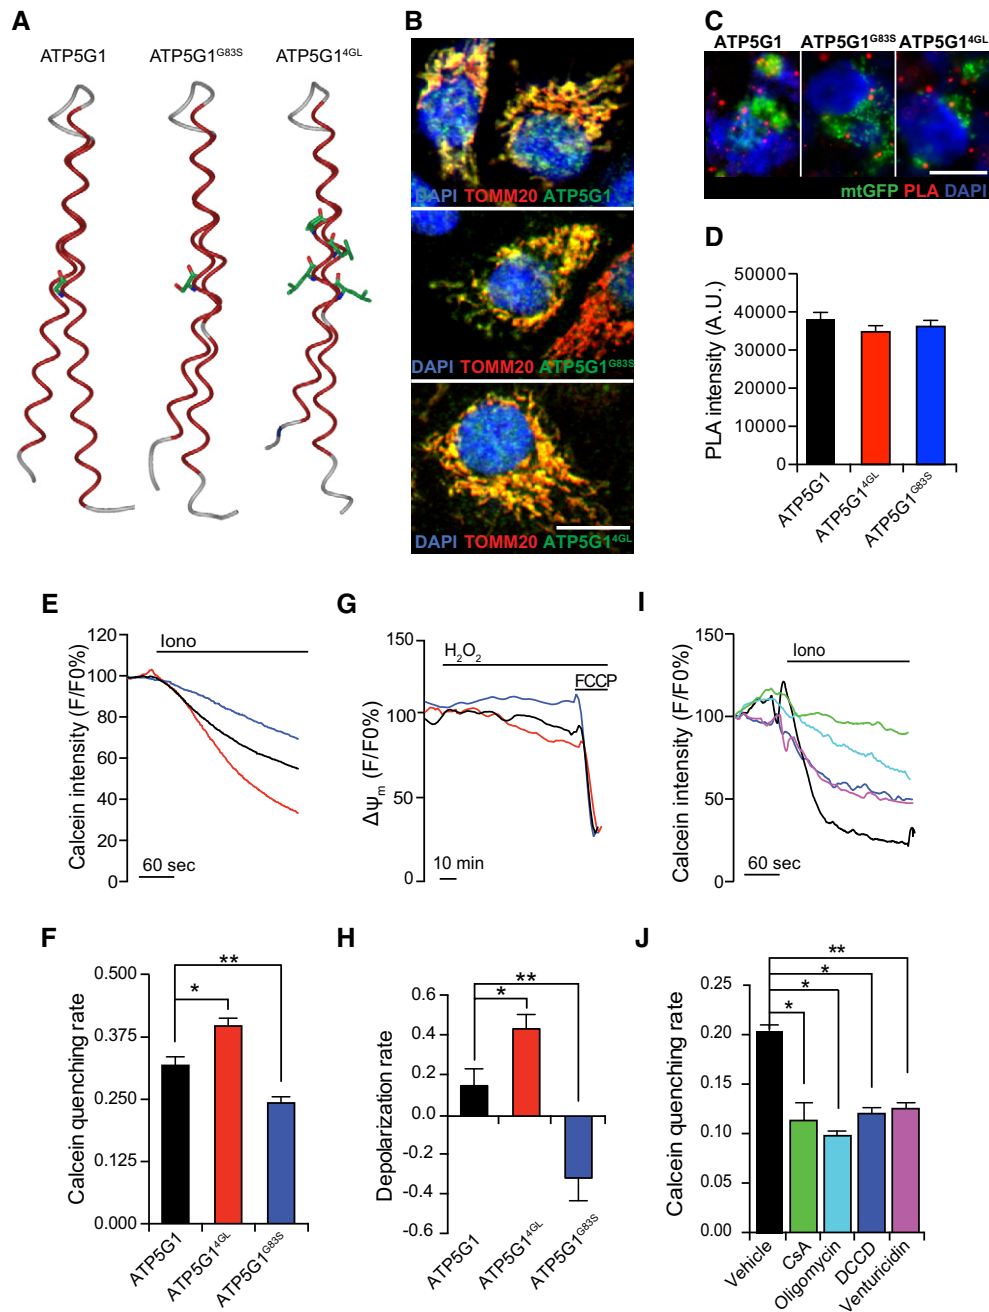 A
ATP5G1
ATP5G1G83S
ATP5G14GL
B
DAPI TOMM20 ATP5G1
DAPI TOMM20 ATP5G1G83S
DAPI TOMM20 ATP5G14GL
C
ATP5G1
ATP5G1G83S
ATP5G14GL
mtGFP PLA DAPI
D
PLA intensity (A.U.)
50000
40000
30000
20000
10000
0
ATP5G1
ATP5G14GL
ATP5G1G83S
E
Calcein intensity (F/F0%)
120
100
80
60
40
20
0
Iono
60 sec
G
Δψm (F/F0%)
150
100
50
0
H2O2
FCCP
10 min
I
Calcein intensity (F/F0%)
150
100
50
0
Iono
60 sec
F
Calcein quenching rate
0.500
0.375
0.250
0.125
0.000
**
*
ATP5G1
ATP5G14GL
ATP5G1G83S
H
Depolarization rate
0.6
0.4
0.2
0.0
-0.2
-0.4
-0.6
**
*
ATP5G1
ATP5G14GL
ATP5G1G83S
J
Calcein quenching rate
0.25
0.20
0.15
0.10
0.05
0.00
**
*
*
*
Vehicle
CsA
Oligomycin
DCCD
Venturicidin